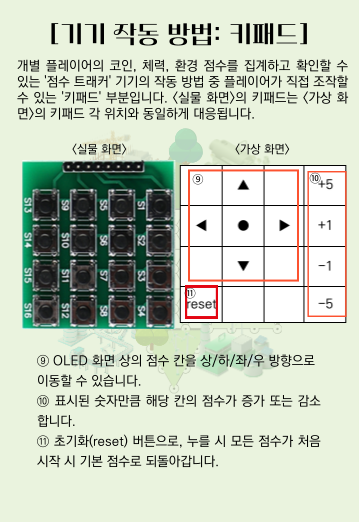 [기기 작동 방법: 키패드]
개별 플레이어의 코인, 체력, 환경 점수를 집계하고 확인할 수
있는 '점수 트래커' 기기의 작동 방법 중 플레이어가 직접 조작할
수 있는 '키패드' 부분입니다. <실물 화면>의 키패드는 <가상 화
면>의 키패드 각 위치와 동일하게 대응됩니다.
<실물 화면>
<가상 화면>
S13 S9 S5 S1
S14 S10 S6 S2
S15 S11 S7 S3
S16 S12 S8 S4
⑨ ▲ ⑩ +5
◀ ● ▶ +1
▼ −1
⑪ reset −5
⑨ OLED 화면 상의 점수 칸을 상/하/좌/우 방향으로
이동할 수 있습니다.
⑩ 표시된 숫자만큼 해당 칸의 점수가 증가 또는 감소
합니다.
⑪ 초기화(reset) 버튼으로, 누를 시 모든 점수가 처음
시작 시 기본 점수로 되돌아갑니다.